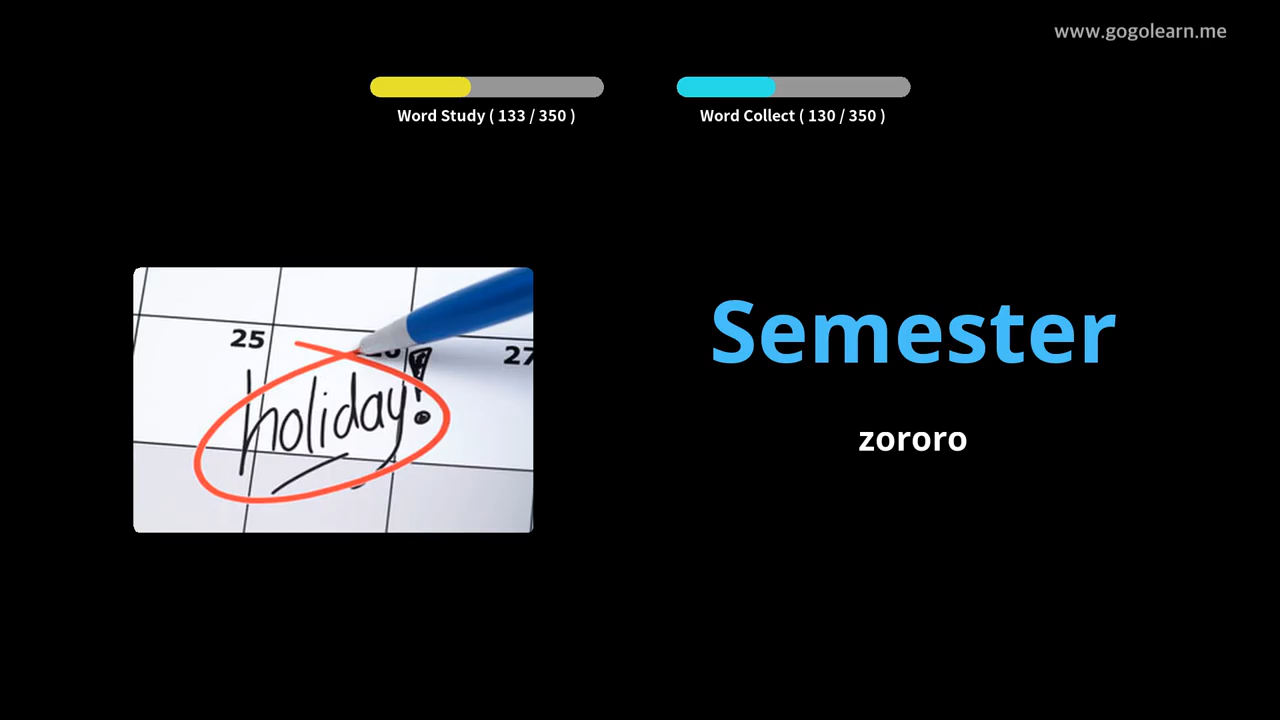 www.gogolearn.me
Word Study ( 133 / 350 )
Word Collect ( 130 / 350 )
25
27
holiday!
Semester
zororo